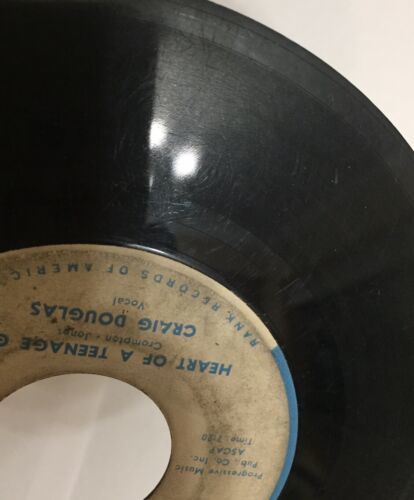 Progressive Music
Pub., Co. Inc.
ASCAP
Time:
HEART OF A TEENAGE G
Crompton - Jones
CRAIG DOUGLAS
Vocal
RANK RECORDS OF AMERIC